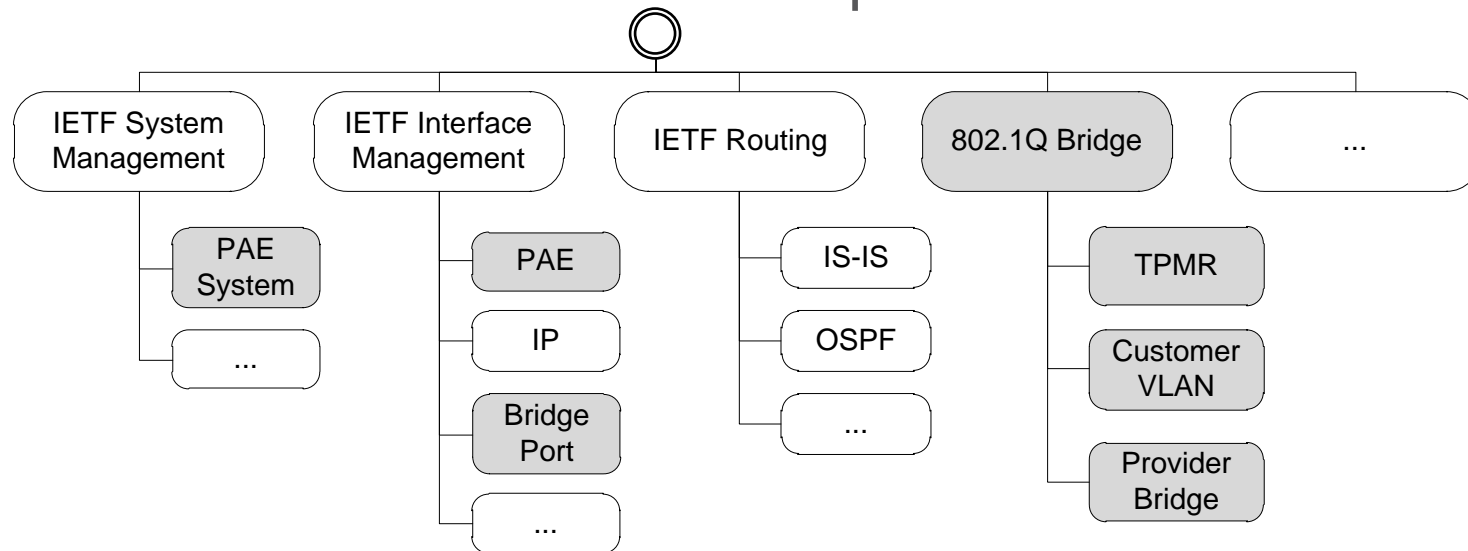 IETF System
Management
IETF Interface
Management
IETF Routing
802.1Q Bridge
...
PAE
System
...
PAE
IP
Bridge
Port
...
IS-IS
OSPF
...
TPMR
Customer
VLAN
Provider
Bridge